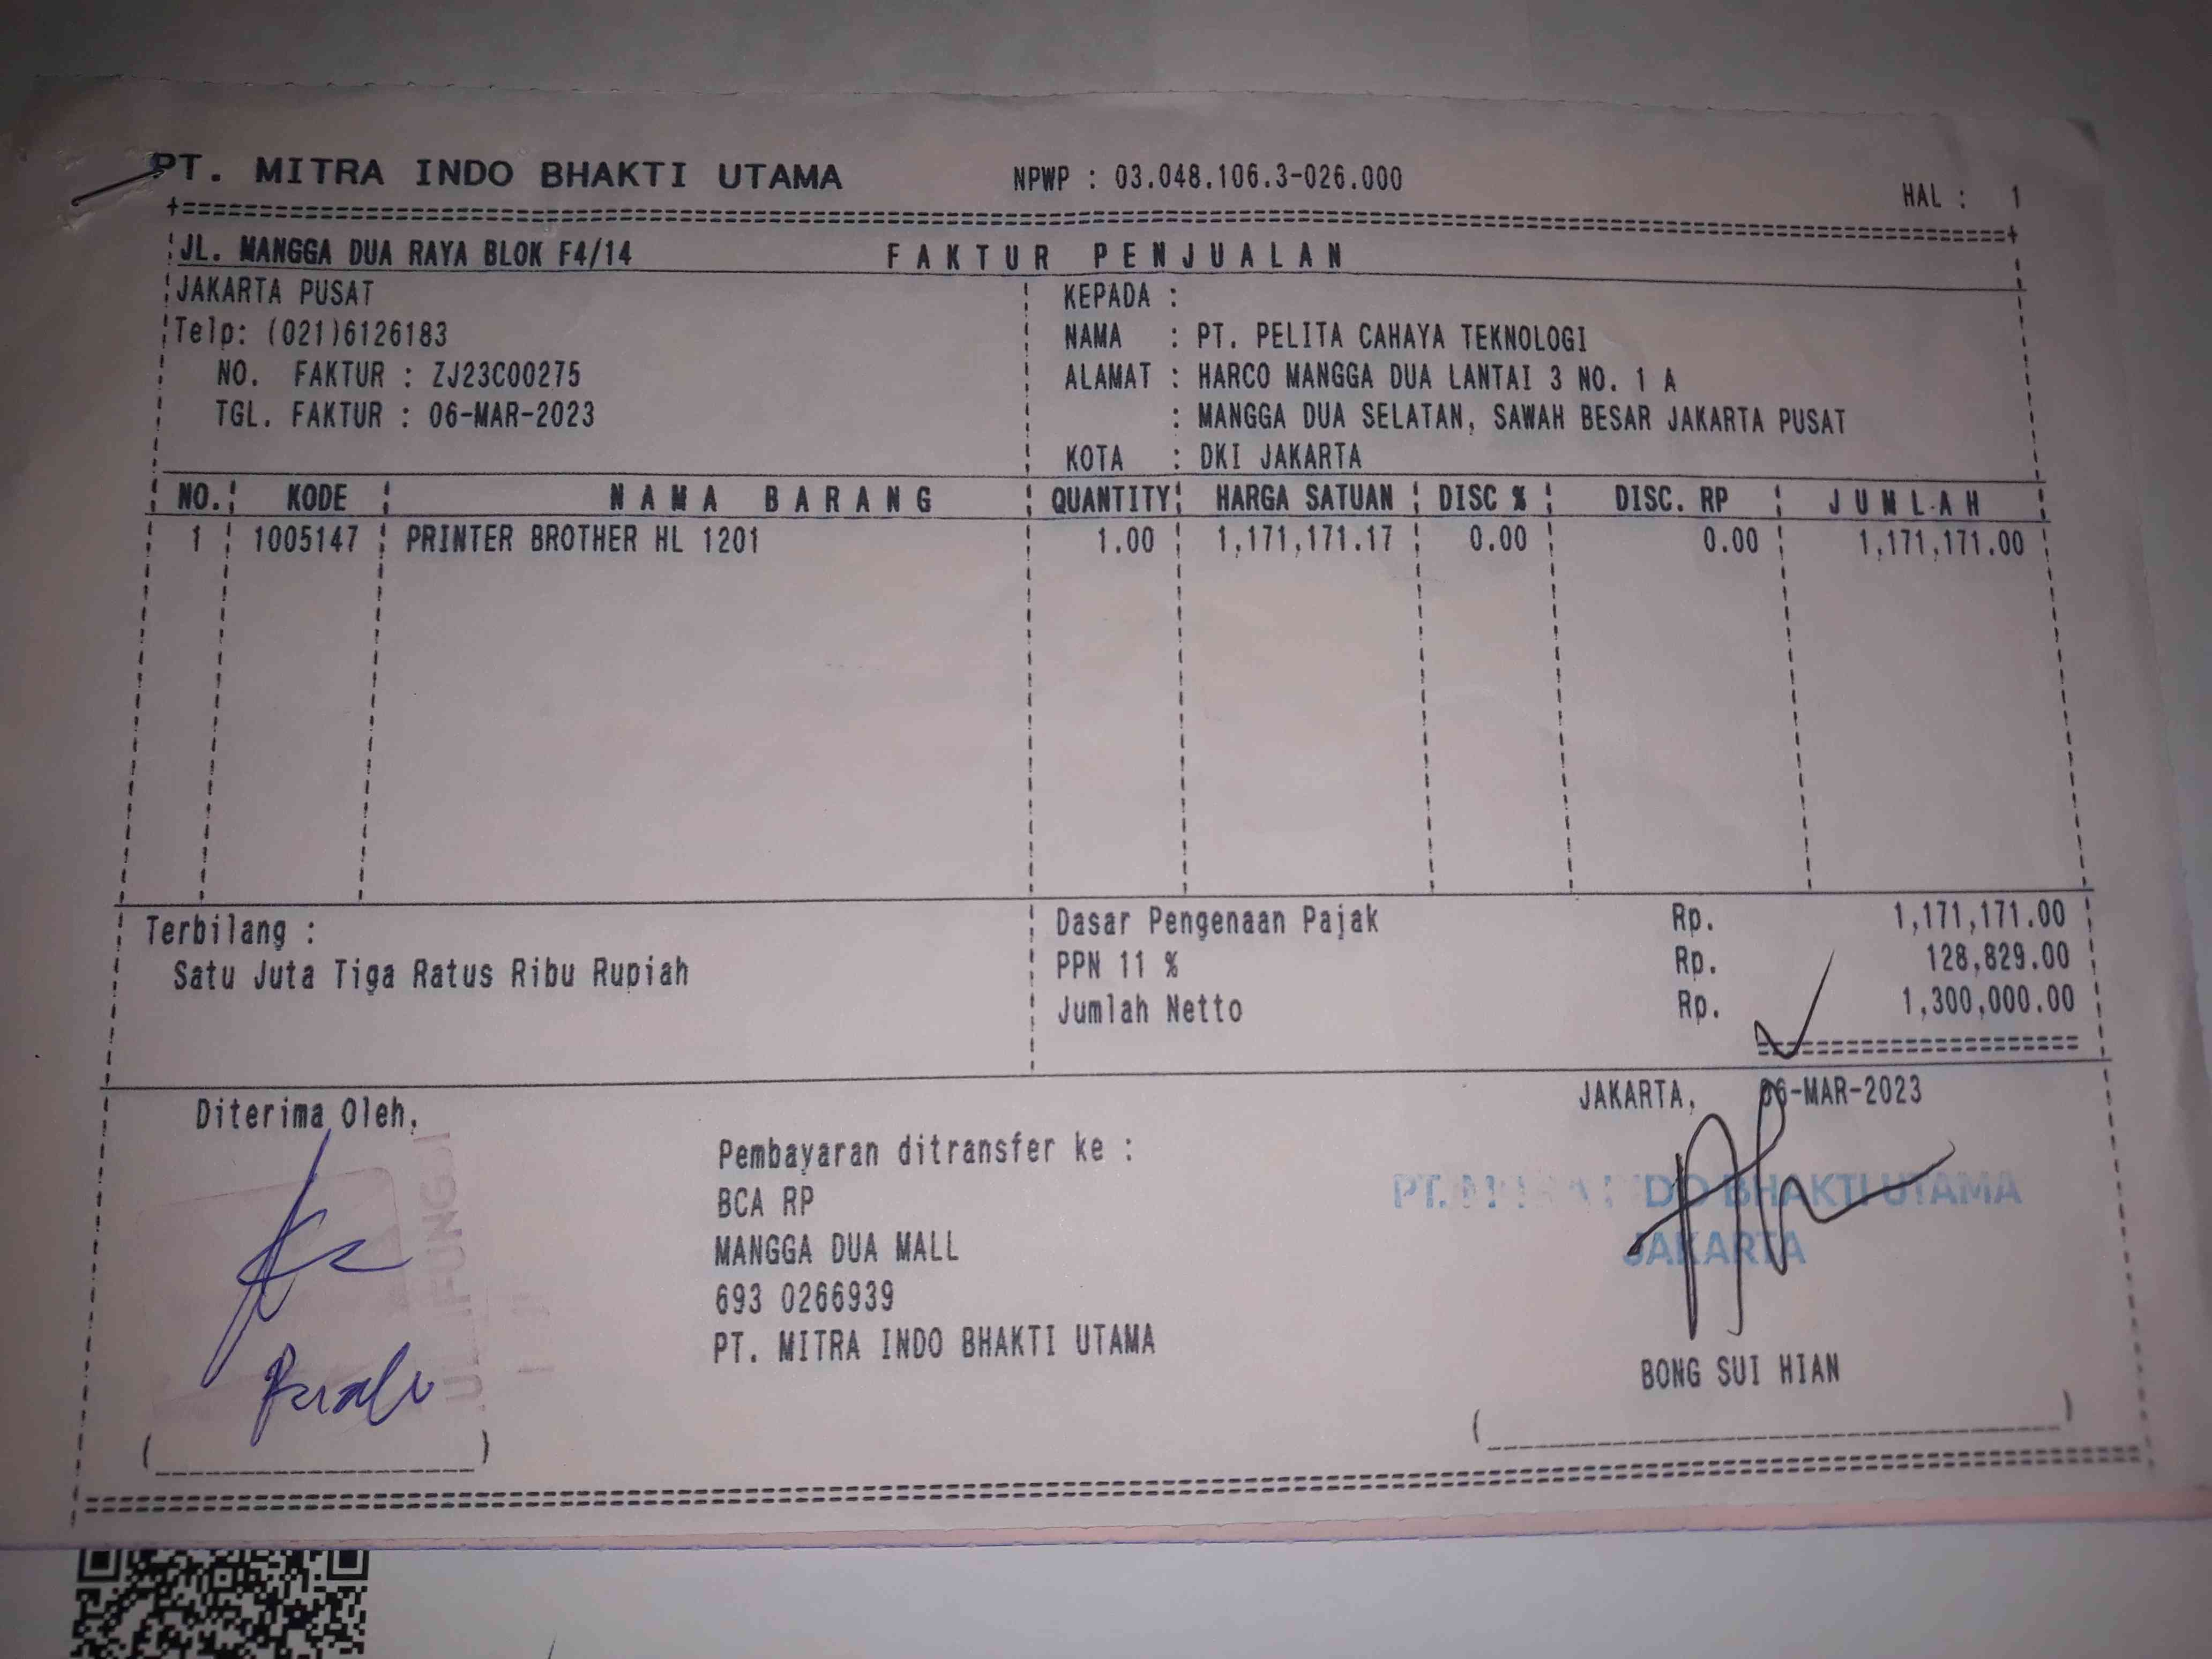 PT. MITRA INDO BHAKTI UTAMA NPWP : 03.048.106.3-026.000 HAL : 1
JL. MANGGA DUA RAYA BLOK F4/14 FAKTUR PENJUALAN
JAKARTA PUSAT
Telp: (021)6126183
NO. FAKTUR : ZJ23C00275
TGL. FAKTUR : 06-MAR-2023
KEPADA :
NAMA : PT. PELITA CAHAYA TEKNOLOGI
ALAMAT : HARCO MANGGA DUA LANTAI 3 NO. 1 A
: MANGGA DUA SELATAN, SAWAH BESAR JAKARTA PUSAT
KOTA : DKI JAKARTA
NO. KODE NAMA BARANG QUANTITY HARGA SATUAN DISC % DISC. RP JUMLAH
1 1005147 PRINTER BROTHER HL 1201 1.00 1,171,171.17 0.00 0.00 1,171,171.00
Terbilang :
Satu Juta Tiga Ratus Ribu Rupiah
Dasar Pengenaan Pajak Rp. 1,171,171.00
PPN 11 % Rp. 128,829.00
Jumlah Netto Rp. 1,300,000.00
Diterima Oleh,
Pembayaran ditransfer ke :
BCA RP
MANGGA DUA MALL
693 0266939
PT. MITRA INDO BHAKTI UTAMA
JAKARTA, 06-MAR-2023
PT. MITRA INDO BHAKTI UTAMA
JAKARTA
BONG SUI HIAN